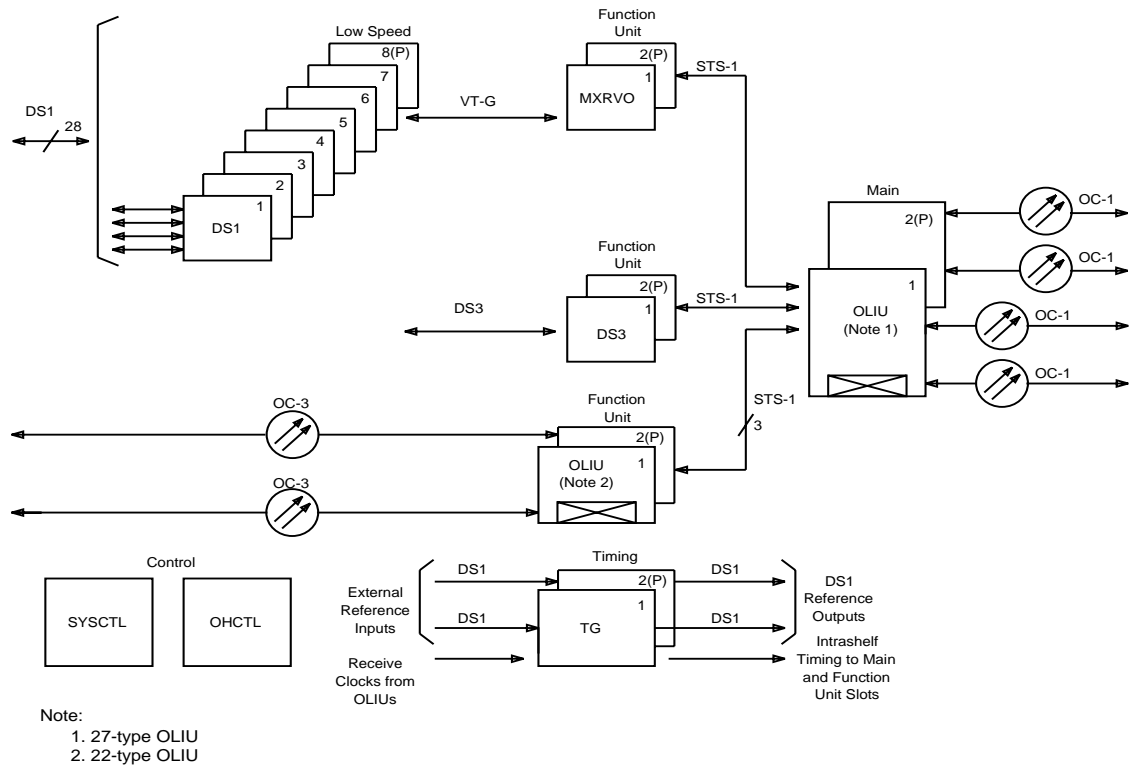 Function
Unit
Low Speed
8(P)
7
6
5
4
3
2
1
DS1
DS1
28
VT-G
2(P)
1
MXRVO
STS-1
Main
2(P)
1
OLIU
(Note 1)
OC-1
OC-1
OC-1
OC-1
Function
Unit
2(P)
1
DS3
DS3
STS-1
STS-1
3
OC-3
OC-3
Function
Unit
2(P)
1
OLIU
(Note 2)
Control
SYSCTL
OHCTL
Timing
External
Reference
Inputs
DS1
DS1
2(P)
1
TG
DS1
DS1
DS1
Reference
Outputs
Receive
Clocks from
OLIUs
Intrashelf
Timing to Main
and Function
Unit Slots
Note:
1. 27-type OLIU
2. 22-type OLIU